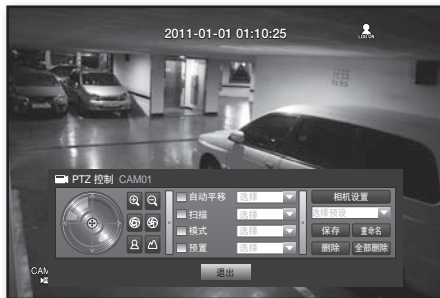 2011-01-01 01:10:25
LOG ON
PTZ 控制 CAM01
自动平移 选择
扫描 选择
模式 选择
预置 选择
相机设置
选择预设
保存 重命名
删除 全部删除
CAM
退出